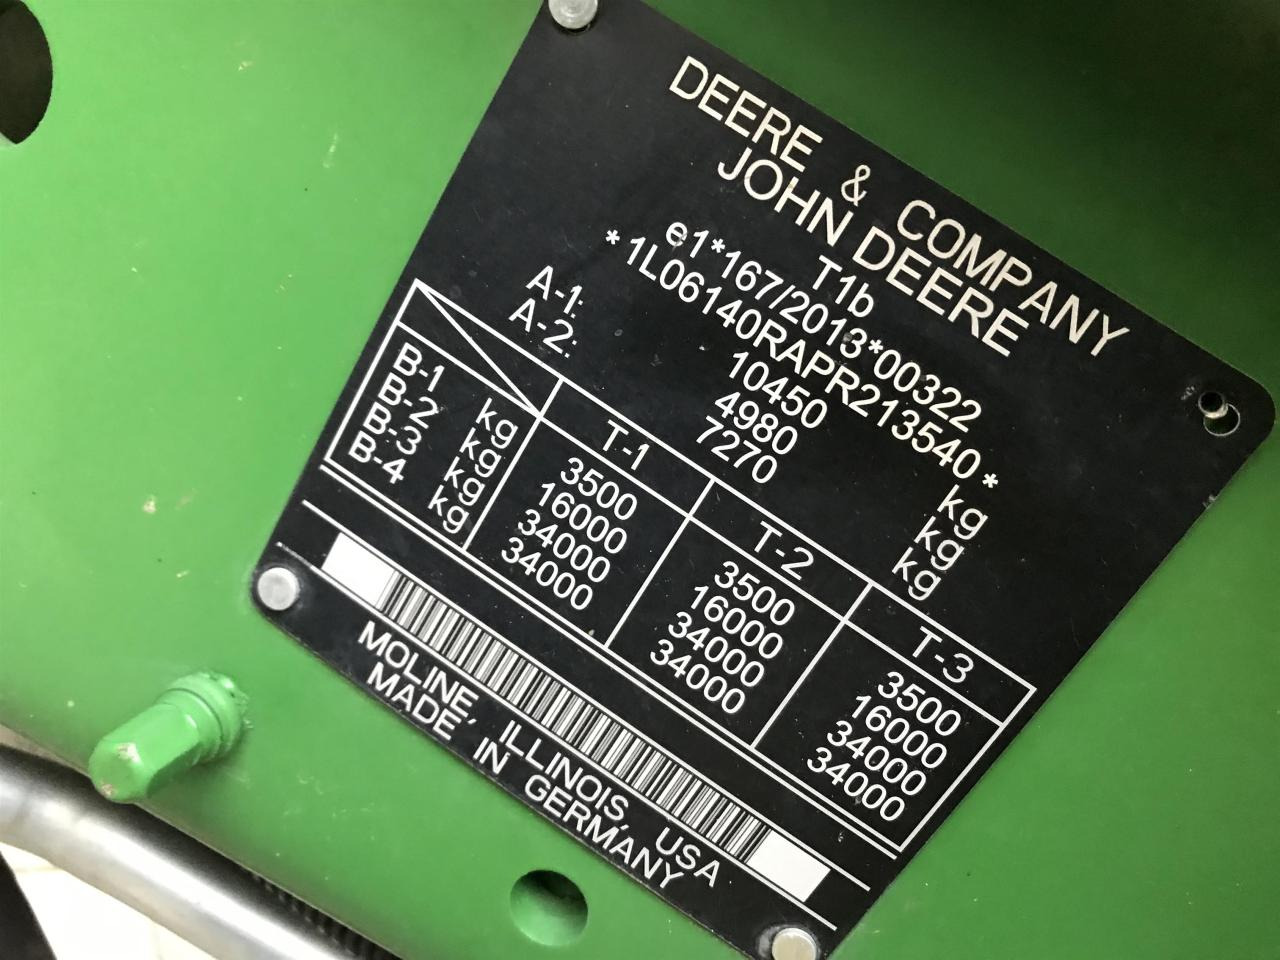 DEERE & COMPANY
JOHN DEERE
T1b
e1*167/2013*00322
*1L06140RAPR213540*
10450 kg
A-1: 4980 kg
A-2: 7270 kg
T-1 T-2 T-3
B-1 kg 3500 3500 3500
B-2 kg 16000 16000 16000
B-3 kg 34000 34000 34000
B-4 kg 34000 34000 34000
MOLINE, ILLINOIS, USA
MADE IN GERMANY